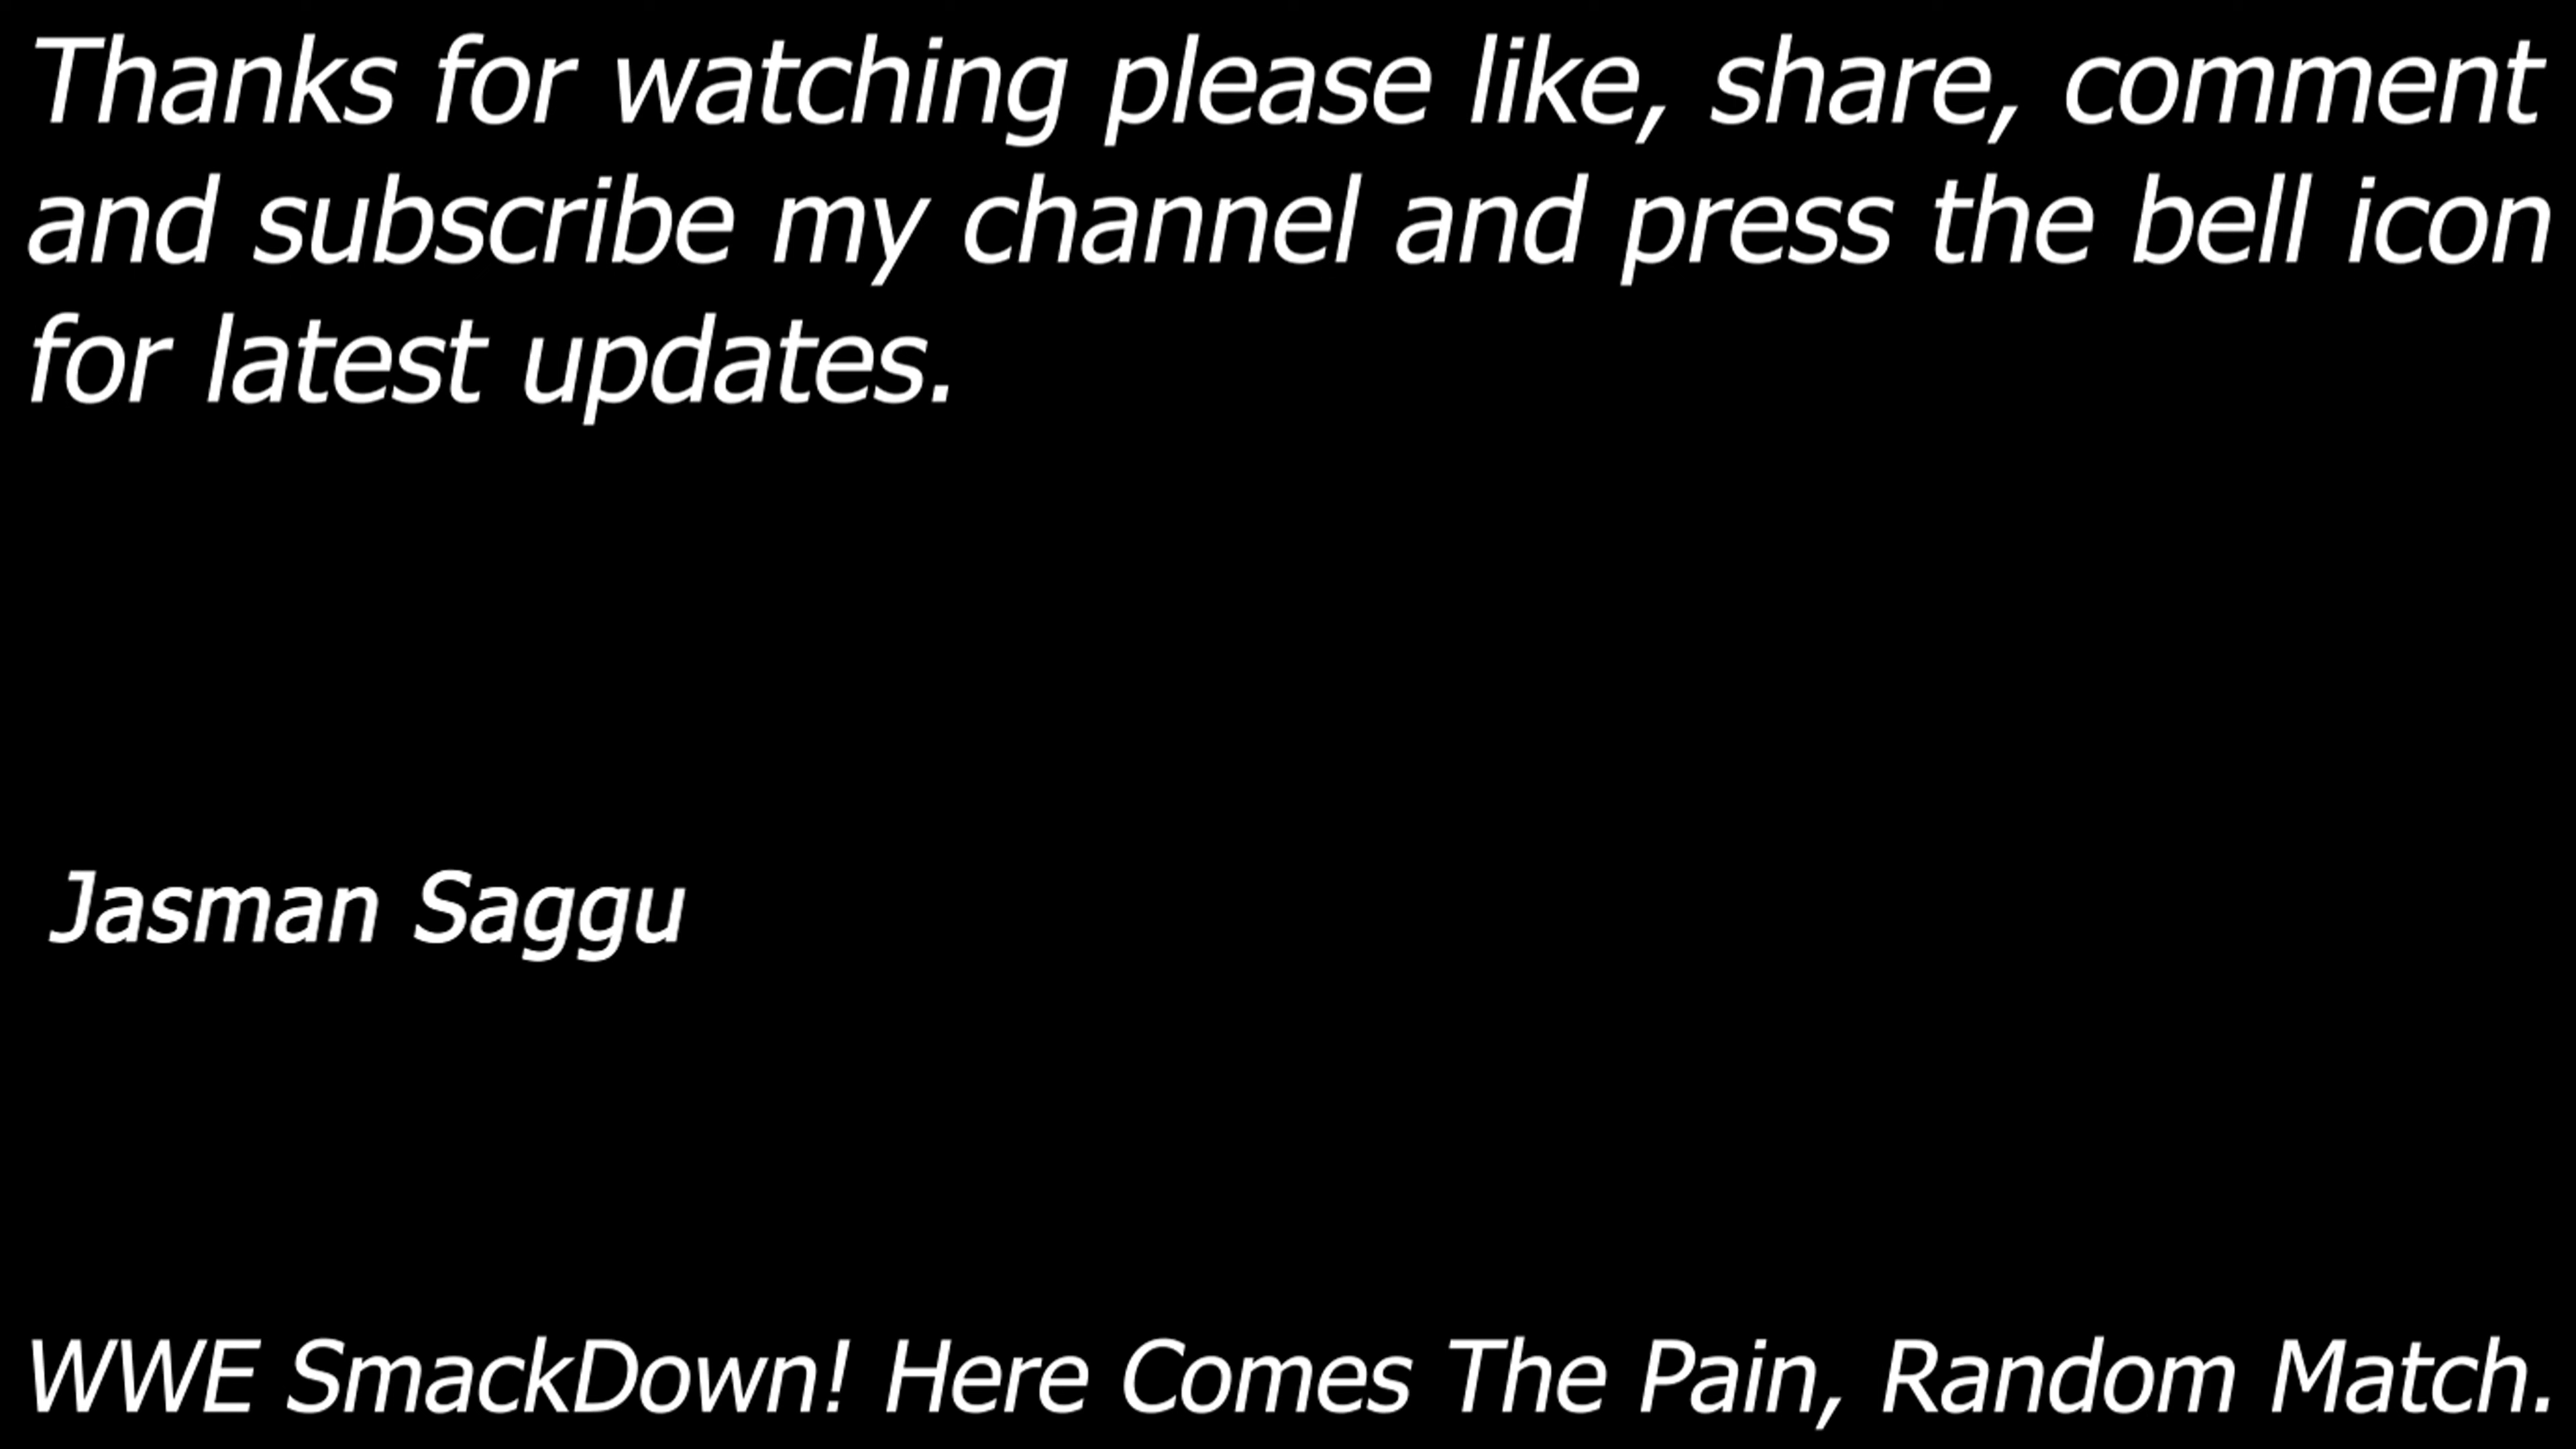 Thanks for watching please like, share, comment
and subscribe my channel and press the bell icon
for latest updates.
Jasman Saggu
WWE SmackDown! Here Comes The Pain, Random Match.